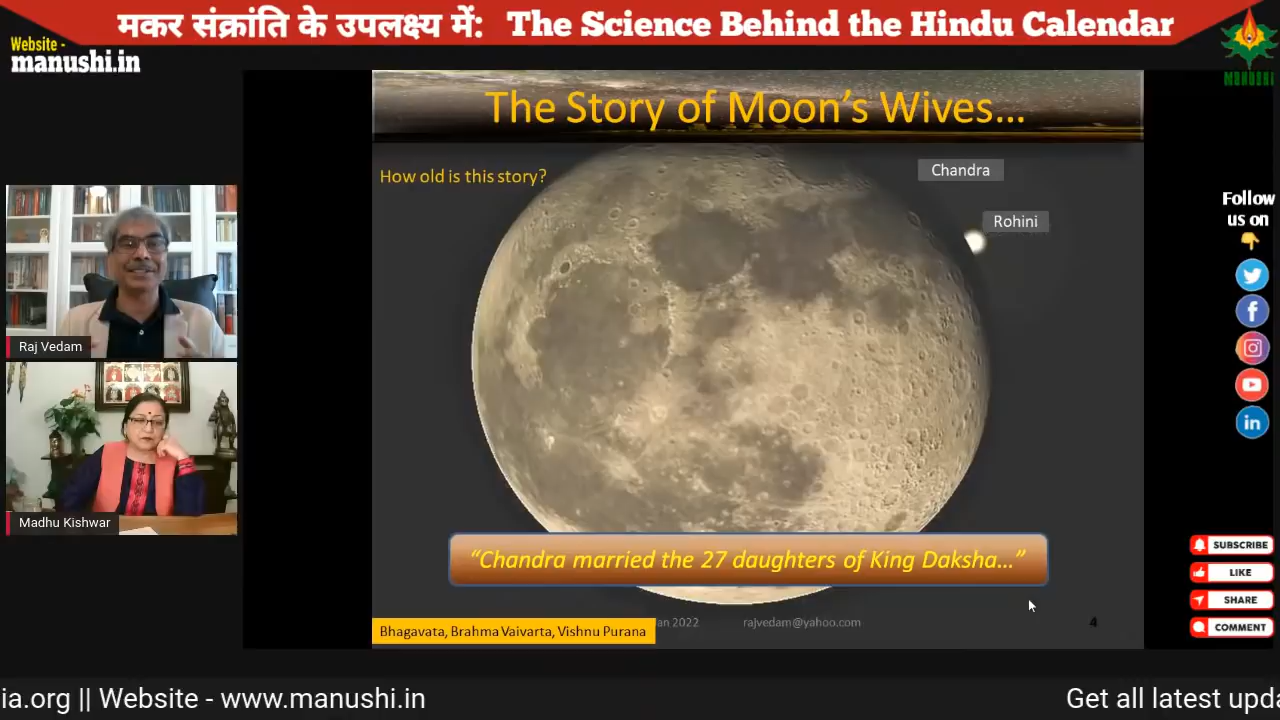 मकर संक्रांति के उपलक्ष्य में: The Science Behind the Hindu Calendar
Website -
manushi.in
MANUSHI
The Story of Moon's Wives...
How old is this story?
Chandra
Rohini
Raj Vedam
Madhu Kishwar
"Chandra married the 27 daughters of King Daksha..."
Bhagavata, Brahma Vaivarta, Vishnu Purana
an 2022
rajvedam@yahoo.com
4
Follow
us on
SUBSCRIBE
LIKE
SHARE
COMMENT
ia.org || Website - www.manushi.in
Get all latest upda